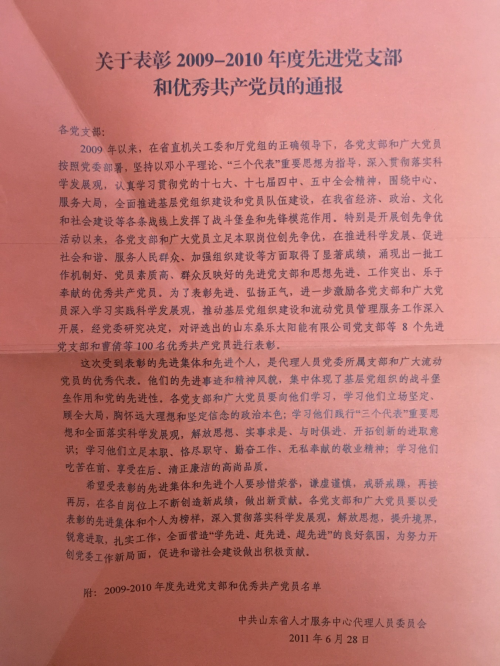 关于表彰 2009-2010 年度先进党支部
和优秀共产党员的通报
各党支部：
2009 年以来，在省直机关工委和厅党组的正确领导下，各党支部和广大党员
按照党委部署，坚持以邓小平理论、“三个代表”重要思想为指导，深入贯彻落实科
学发展观，认真学习贯彻党的十七大、十七届四中、五中全会精神，围绕中心、
服务大局，全面推进基层党组织建设和党员队伍建设，在我省经济、政治、文化
和社会建设等各条战线上发挥了战斗堡垒和先锋模范作用。特别是开展创先争优
活动以来，各党支部和广大党员立足本职岗位创先争优，在推进科学发展、促进
社会和谐、服务人民群众、加强组织建设等方面取得了显著成绩，涌现出一批工
作机制好、党员素质高、群众反映好的先进党支部和思想先进、工作突出、乐于
奉献的优秀共产党员。为了表彰先进、弘扬正气，进一步激励各党支部和广大党
员深入学习实践科学发展观，推动基层党组织建设和流动党员管理服务工作深入
开展，经党委研究决定，对评选出的山东桑乐太阳能有限公司党支部等 8 个先进
党支部和曹倩等 100 名优秀共产党员进行表彰。
这次受到表彰的先进集体和先进个人，是代理人员党委所属支部和广大流动
党员的优秀代表。他们的先进事迹和精神风貌，集中体现了基层党组织的战斗堡
垒作用和党的先进性。各党支部和广大党员要向他们学习，学习他们立场坚定、
顾全大局，胸怀远大理想和坚定信念的政治本色；学习他们践行“三个代表”重要思
想和全面落实科学发展观，解放思想、实事求是、与时俱进、开拓创新的进取意
识；学习他们立足本职、恪尽职守、勤奋工作、无私奉献的敬业精神；学习他们
吃苦在前、享受在后、清正廉洁的高尚品质。
希望受表彰的先进集体和先进个人要珍惜荣誉，谦虚谨慎，戒骄戒躁，再接
再厉，在各自岗位上不断创造新成绩，做出新贡献。各党支部和广大党员要以受
表彰的先进集体和个人为榜样，深入贯彻落实科学发展观，解放思想，提升境界，
锐意进取，扎实工作，全面营造“学先进、赶先进、超先进”的良好氛围，为努力开
创党委工作新局面，促进和谐社会建设做出积极贡献。
附：2009-2010 年度先进党支部和优秀共产党员名单
中共山东省人才服务中心代理人员委员会
2011 年 6 月 28 日